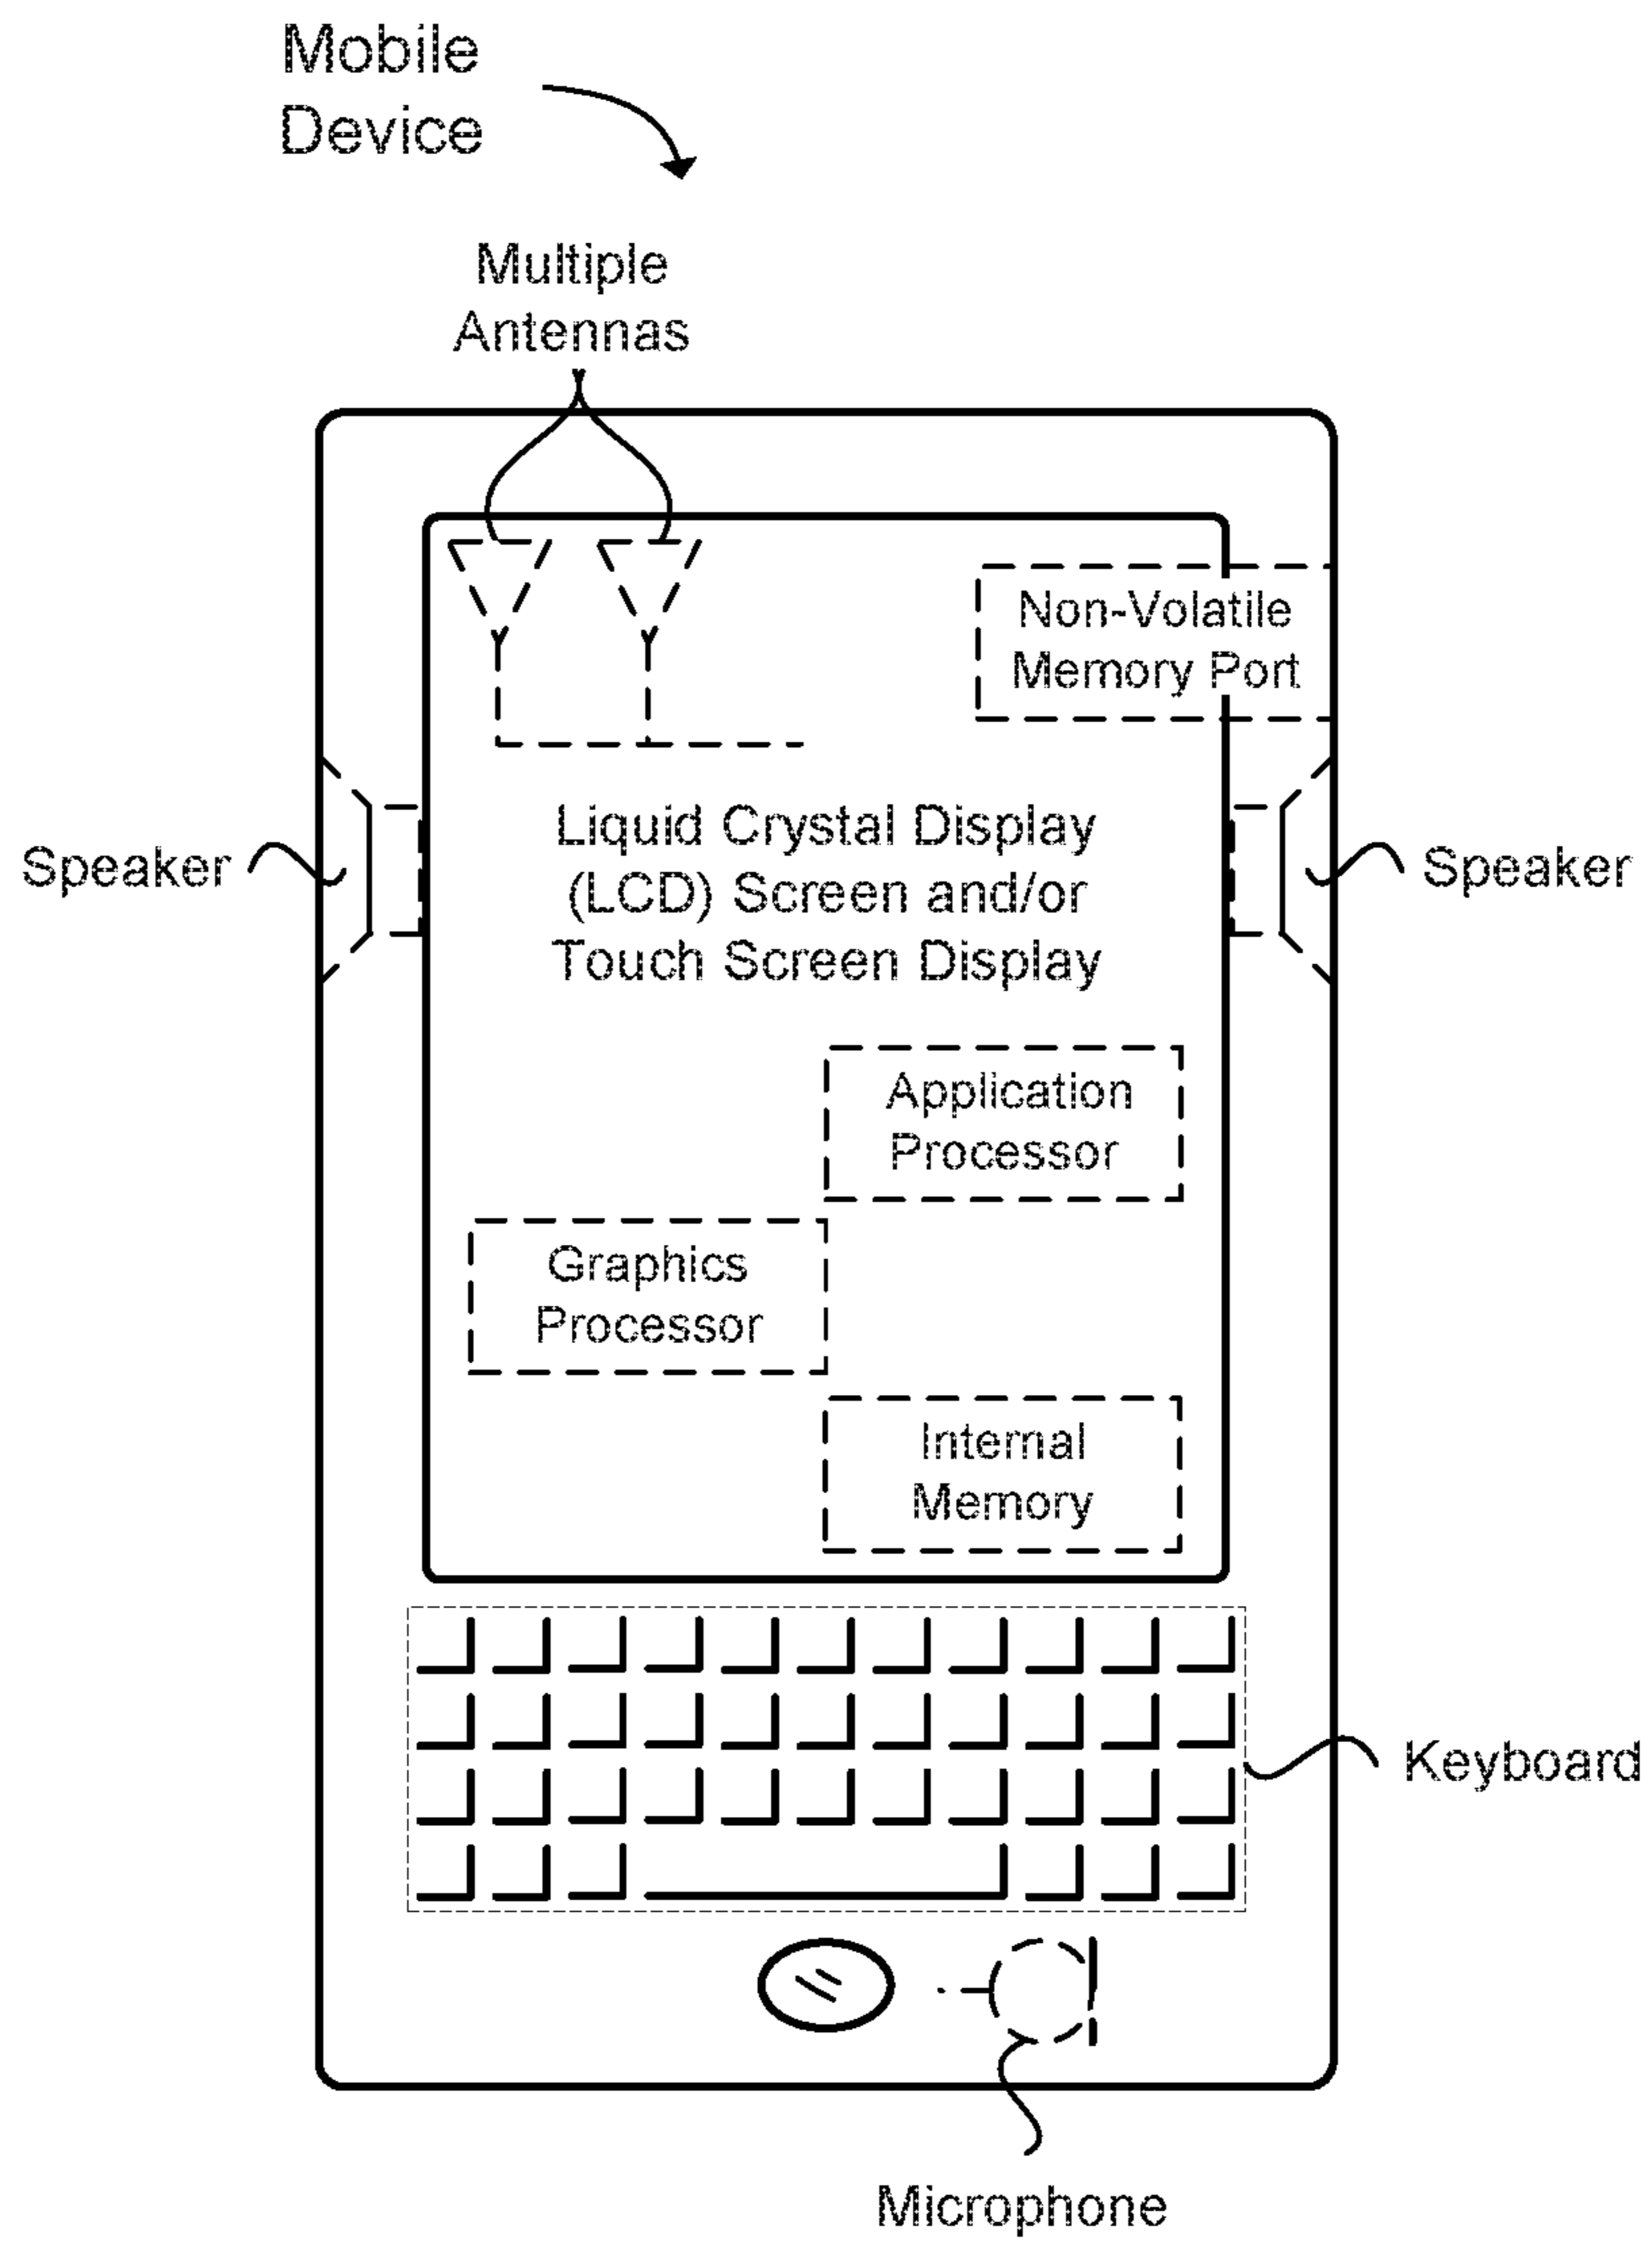 Mobile
Device
Multiple
Antennas
Non-Volatile
Memory Port
Liquid Crystal Display
(LCD) Screen and/or
Touch Screen Display
Speaker
Speaker
Application
Processor
Graphics
Processor
Internal
Memory
Keyboard
Microphone